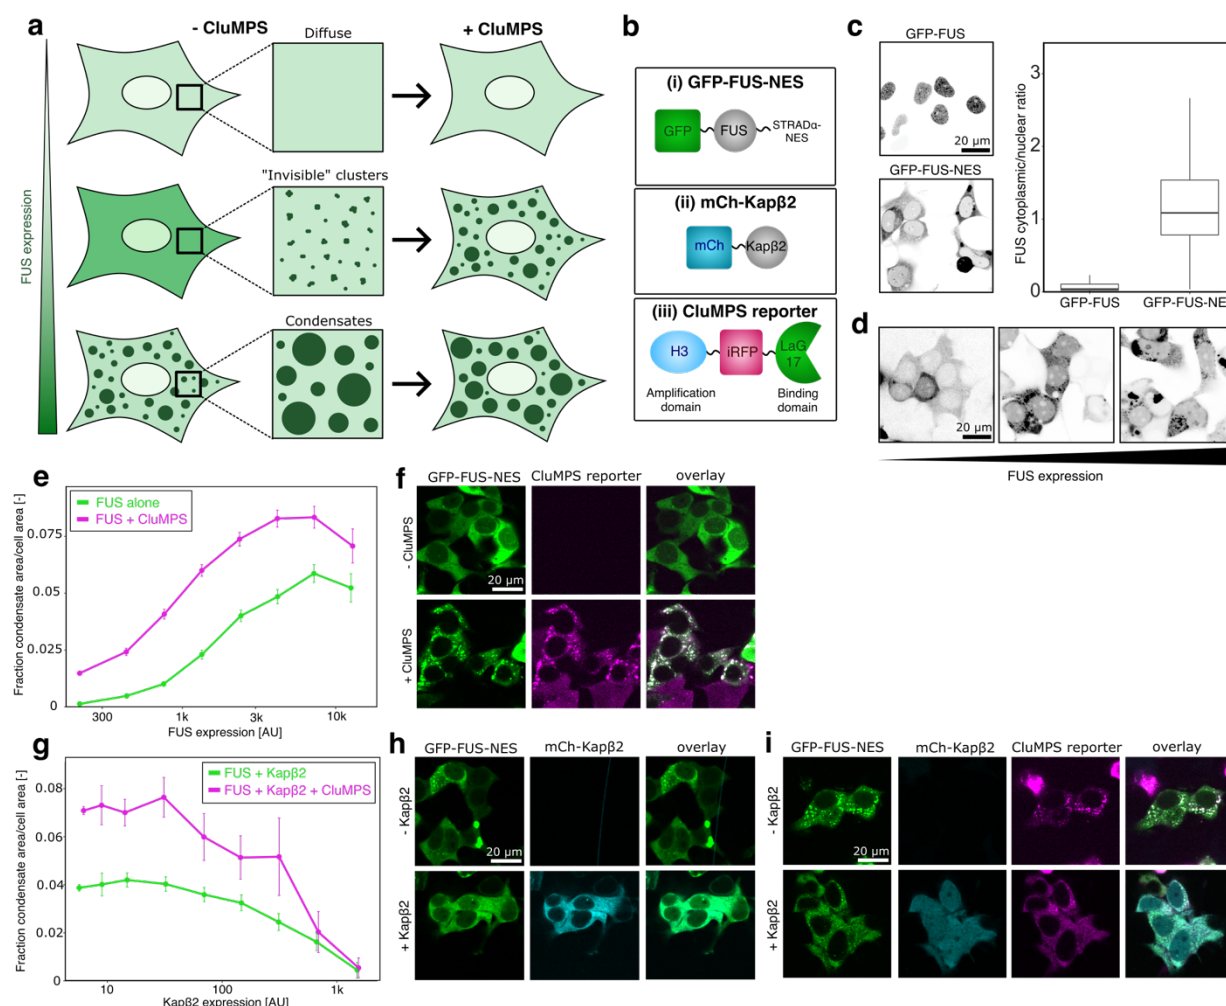 a
- CluMPS
+ CluMPS
Diffuse
"Invisible" clusters
Condensates
FUS expression
b
(i) GFP-FUS-NES
GFP
FUS
STRADα-
NES
(ii) mCh-Kapβ2
mCh
Kapβ2
(iii) CluMPS reporter
H3
iRFP
LaG
17
Amplification
domain
Binding
domain
c
GFP-FUS
20 µm
GFP-FUS-NES
FUS cytoplasmic/nuclear ratio
3
2
1
0
GFP-FUS
GFP-FUS-NE
d
20 µm
FUS expression
e
FUS alone
FUS + CluMPS
Fraction condensate area/cell area [-]
0.075
0.05
0.025
0
300
1k
3k
10k
FUS expression [AU]
f
GFP-FUS-NES
CluMPS reporter
overlay
- CluMPS
20 µm
+ CluMPS
g
FUS + Kapβ2
FUS + Kapβ2 + CluMPS
Fraction condensate area/cell area [-]
0.08
0.06
0.04
0.02
0
10
100
1k
Kapβ2 expression [AU]
h
GFP-FUS-NES
mCh-Kapβ2
overlay
- Kapβ2
20 µm
+ Kapβ2
i
GFP-FUS-NES
mCh-Kapβ2
CluMPS reporter
overlay
- Kapβ2
20 µm
+ Kapβ2